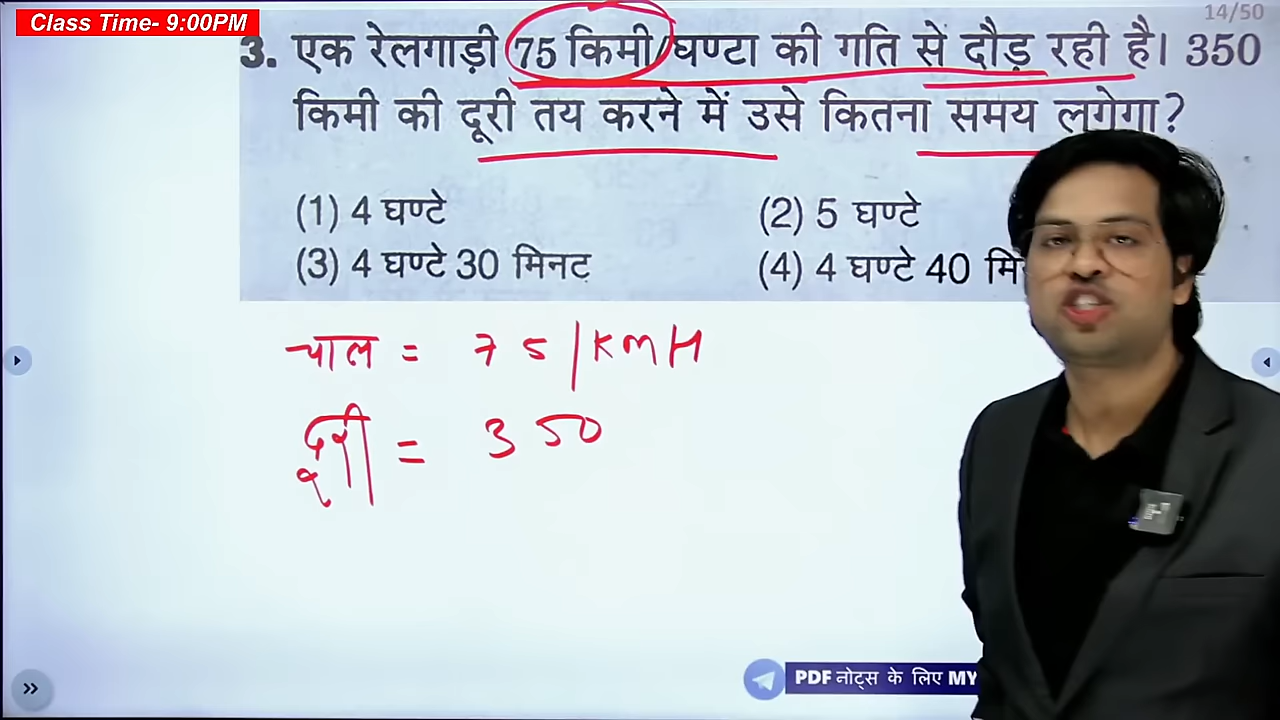 Class Time- 9:00PM
14/50
3. एक रेलगाड़ी 75 किमी/घण्टा की गति से दौड़ रही है। 350
किमी की दूरी तय करने में उसे कितना समय लगेगा?
(1) 4 घण्टे (2) 5 घण्टे
(3) 4 घण्टे 30 मिनट (4) 4 घण्टे 40
चाल = 75/KMH
दूरी = 350
PDF नोट्स के लिए MY